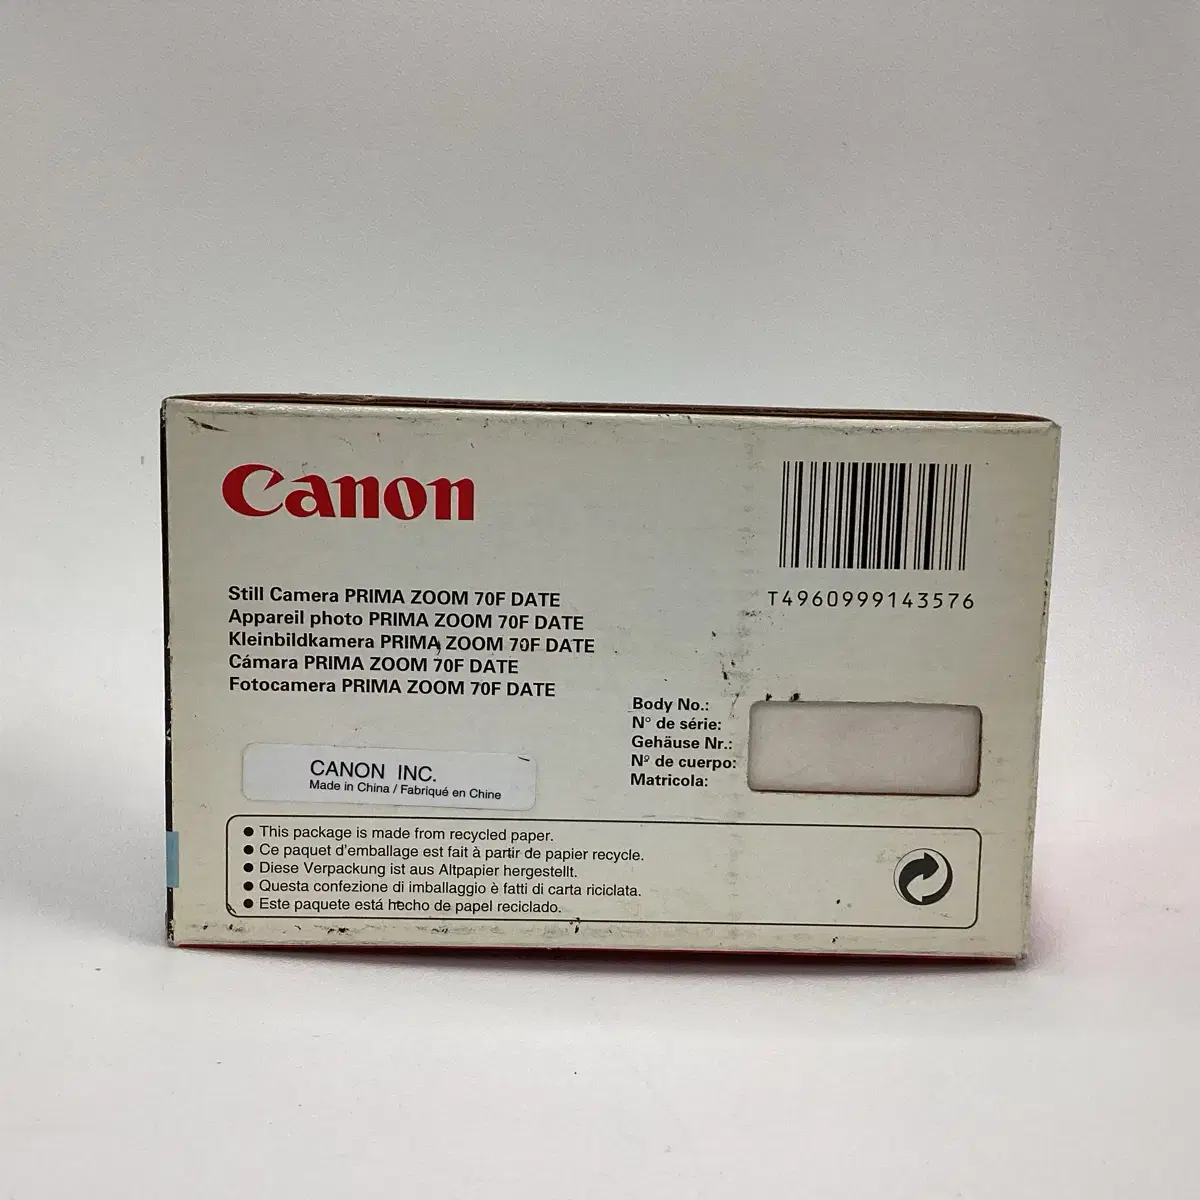 Canon
T4960999143576
Still Camera PRIMA ZOOM 70F DATE
Appareil photo PRIMA ZOOM 70F DATE
Kleinbildkamera PRIMA ZOOM 70F DATE
Cámara PRIMA ZOOM 70F DATE
Fotocamera PRIMA ZOOM 70F DATE
Body No.:
N° de série:
Gehäuse Nr.:
Nº de cuerpo:
Matricola:
CANON INC.
Made in China / Fabriqué en Chine
● This package is made from recycled paper.
● Ce paquet d'emballage est fait à partir de papier recycle.
● Diese Verpackung ist aus Altpapier hergestellt.
● Questa confezione di imballaggio è fatti di carta riciclata.
● Este paquete está hecho de papel reciclado.